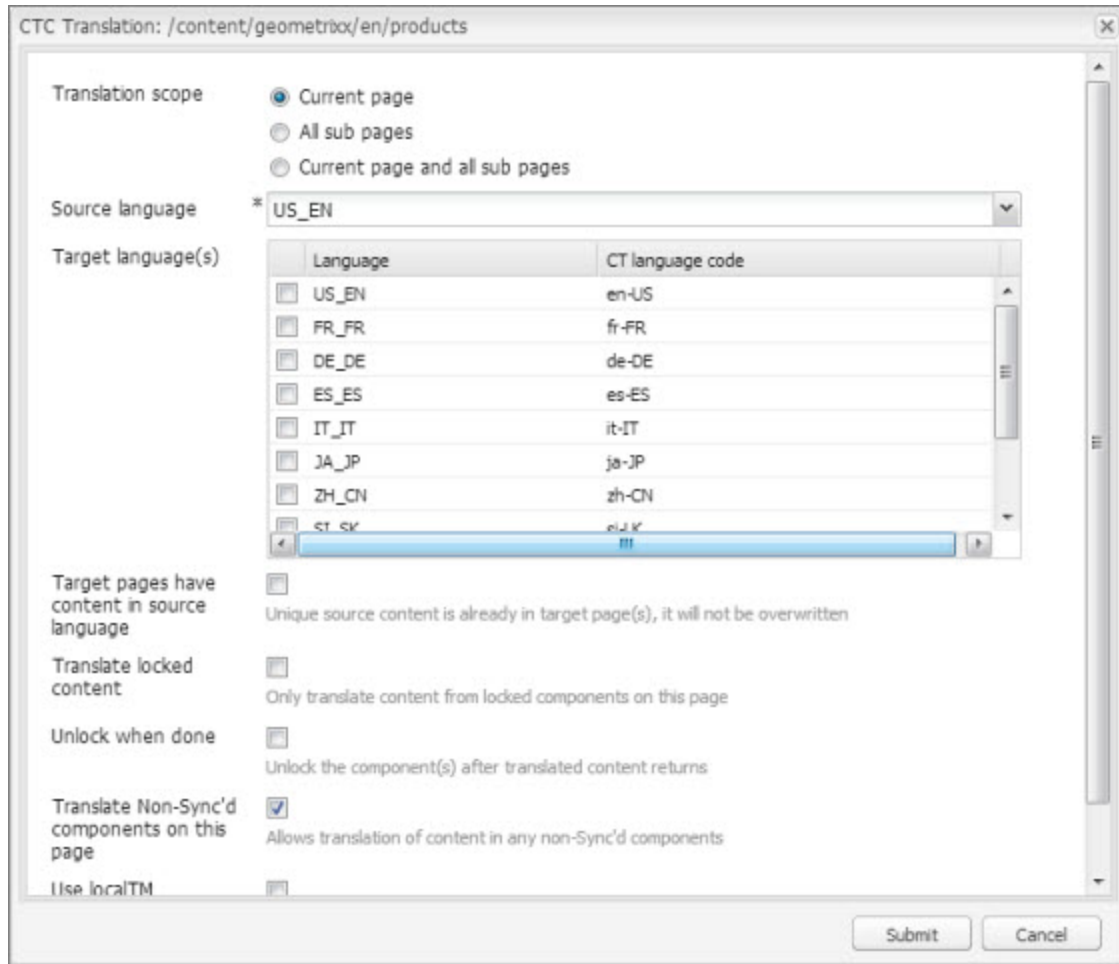 CTC Translation: /content/geometrixx/en/products
Translation scope
Current page
All sub pages
Current page and all sub pages
Source language * US_EN
Target language(s)
Language CT language code
US_EN en-US
FR_FR fr-FR
DE_DE de-DE
ES_ES es-ES
IT_IT it-IT
JA_JP ja-JP
ZH_CN zh-CN
SI_SK si-LK
Target pages have
content in source
language
Unique source content is already in target page(s), it will not be overwritten
Translate locked
content
Only translate content from locked components on this page
Unlock when done
Unlock the component(s) after translated content returns
Translate Non-Sync'd
components on this
page
Allows translation of content in any non-Sync'd components
Use localTM
Submit Cancel